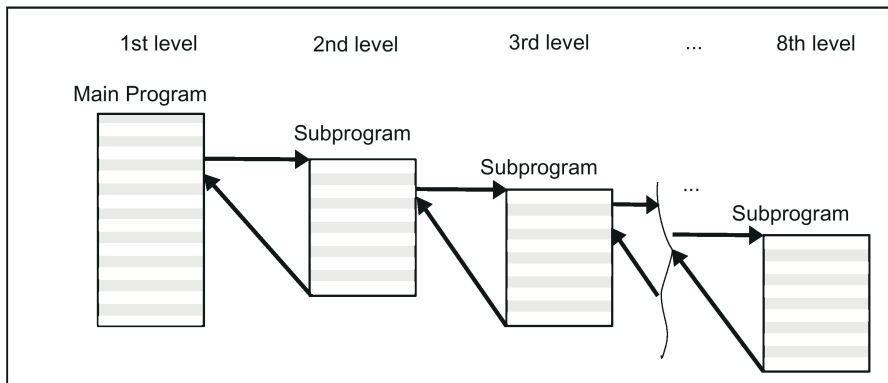 1st level 2nd level 3rd level ... 8th level
Main Program
Subprogram
Subprogram
...
Subprogram